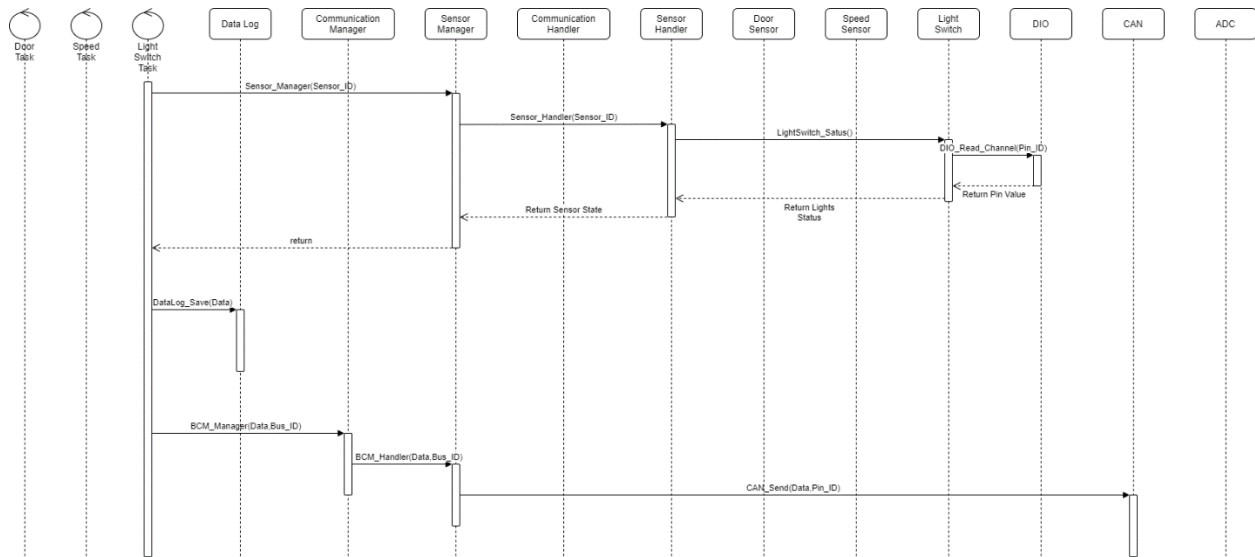 Door
Task
Speed
Task
Light
Switch
Task
Data Log
Communication
Manager
Sensor
Manager
Communication
Handler
Sensor
Handler
Door
Sensor
Speed
Sensor
Light
Switch
DIO
CAN
ADC
Sensor_Manager(Sensor_ID)
Sensor_Handler(Sensor_ID)
LightSwitch_Satus()
DIO_Read_Channel(Pin_ID)
Return Pin Value
Return Lights
Status
Return Sensor State
return
DataLog_Save(Data)
BCM_Manager(Data,Bus_ID)
BCM_Handler(Data,Bus_ID)
CAN_Send(Data,Pin_ID)